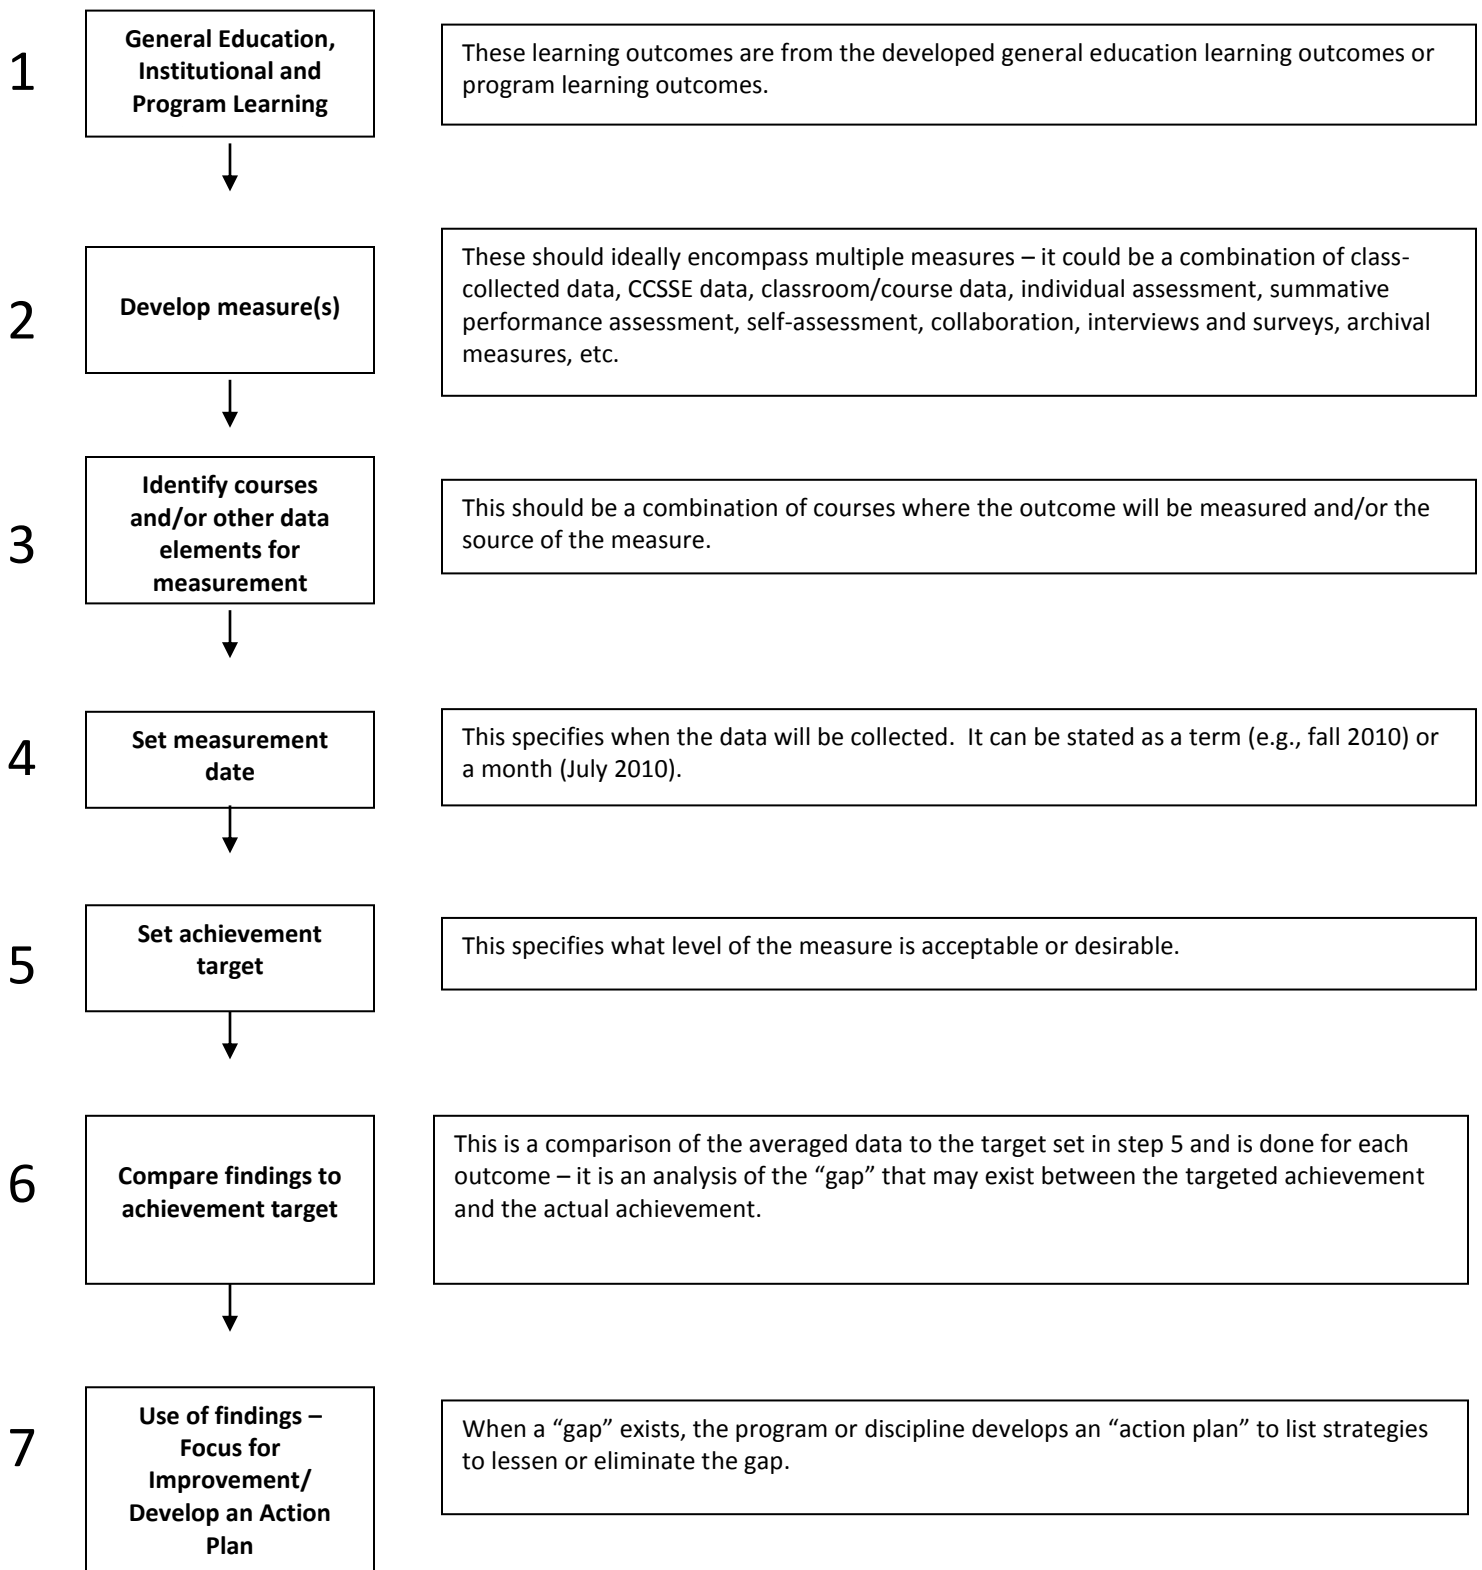 1
General Education,
Institutional and
Program Learning
These learning outcomes are from the developed general education learning outcomes or
program learning outcomes.
2
Develop measure(s)
These should ideally encompass multiple measures – it could be a combination of class-
collected data, CCSSE data, classroom/course data, individual assessment, summative
performance assessment, self-assessment, collaboration, interviews and surveys, archival
measures, etc.
3
Identify courses
and/or other data
elements for
measurement
This should be a combination of courses where the outcome will be measured and/or the
source of the measure.
4
Set measurement
date
This specifies when the data will be collected.  It can be stated as a term (e.g., fall 2010) or
a month (July 2010).
5
Set achievement
target
This specifies what level of the measure is acceptable or desirable.
6
Compare findings to
achievement target
This is a comparison of the averaged data to the target set in step 5 and is done for each
outcome – it is an analysis of the “gap” that may exist between the targeted achievement
and the actual achievement.
7
Use of findings –
Focus for
Improvement/
Develop an Action
Plan
When a “gap” exists, the program or discipline develops an “action plan” to list strategies
to lessen or eliminate the gap.